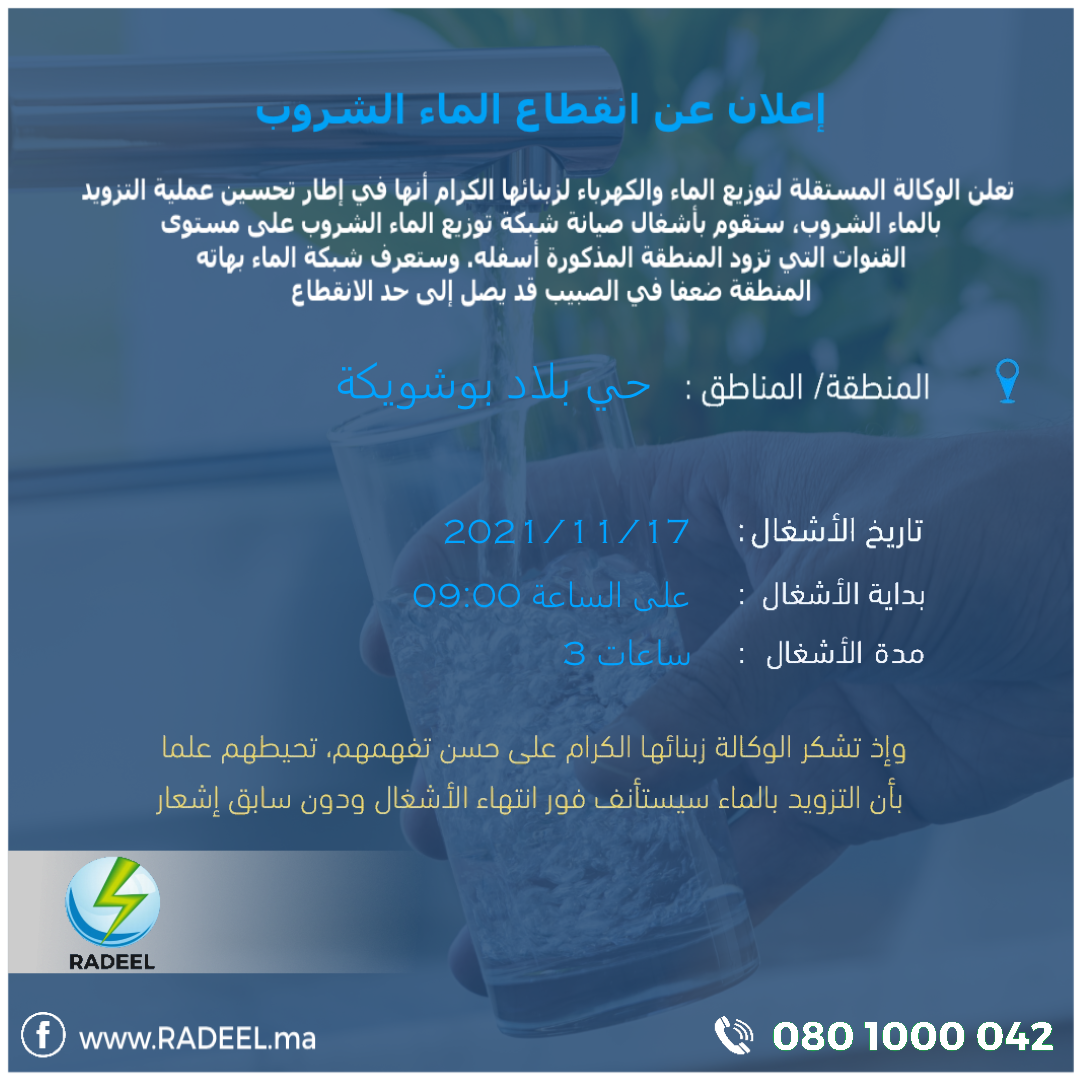 إعلان عن انقطاع الماء الشروب
تعلن الوكالة المستقلة لتوزيع الماء والكهرباء لزبنائها الكرام أنها في إطار تحسين عملية التزويد
بالماء الشروب، ستقوم بأشغال صيانة شبكة توزيع الماء الشروب على مستوى
القنوات التي تزود المنطقة المذكورة أسفله. وستعرف شبكة الماء بهاته
المنطقة ضعفا في الصبيب قد يصل إلى حد الانقطاع
المنطقة/ المناطق : حي بلاد بوشويكة
تاريخ الأشغال : 2021/11/17
بداية الأشغال : على الساعة 09:00
مدة الأشغال : ساعات 3
وإذ تشكر الوكالة زبنائها الكرام على حسن تفهمهم، تحيطهم علما
بأن التزويد بالماء سيستأنف فور انتهاء الأشغال ودون سابق إشعار
RADEEL
f www.RADEEL.ma
080 1000 042